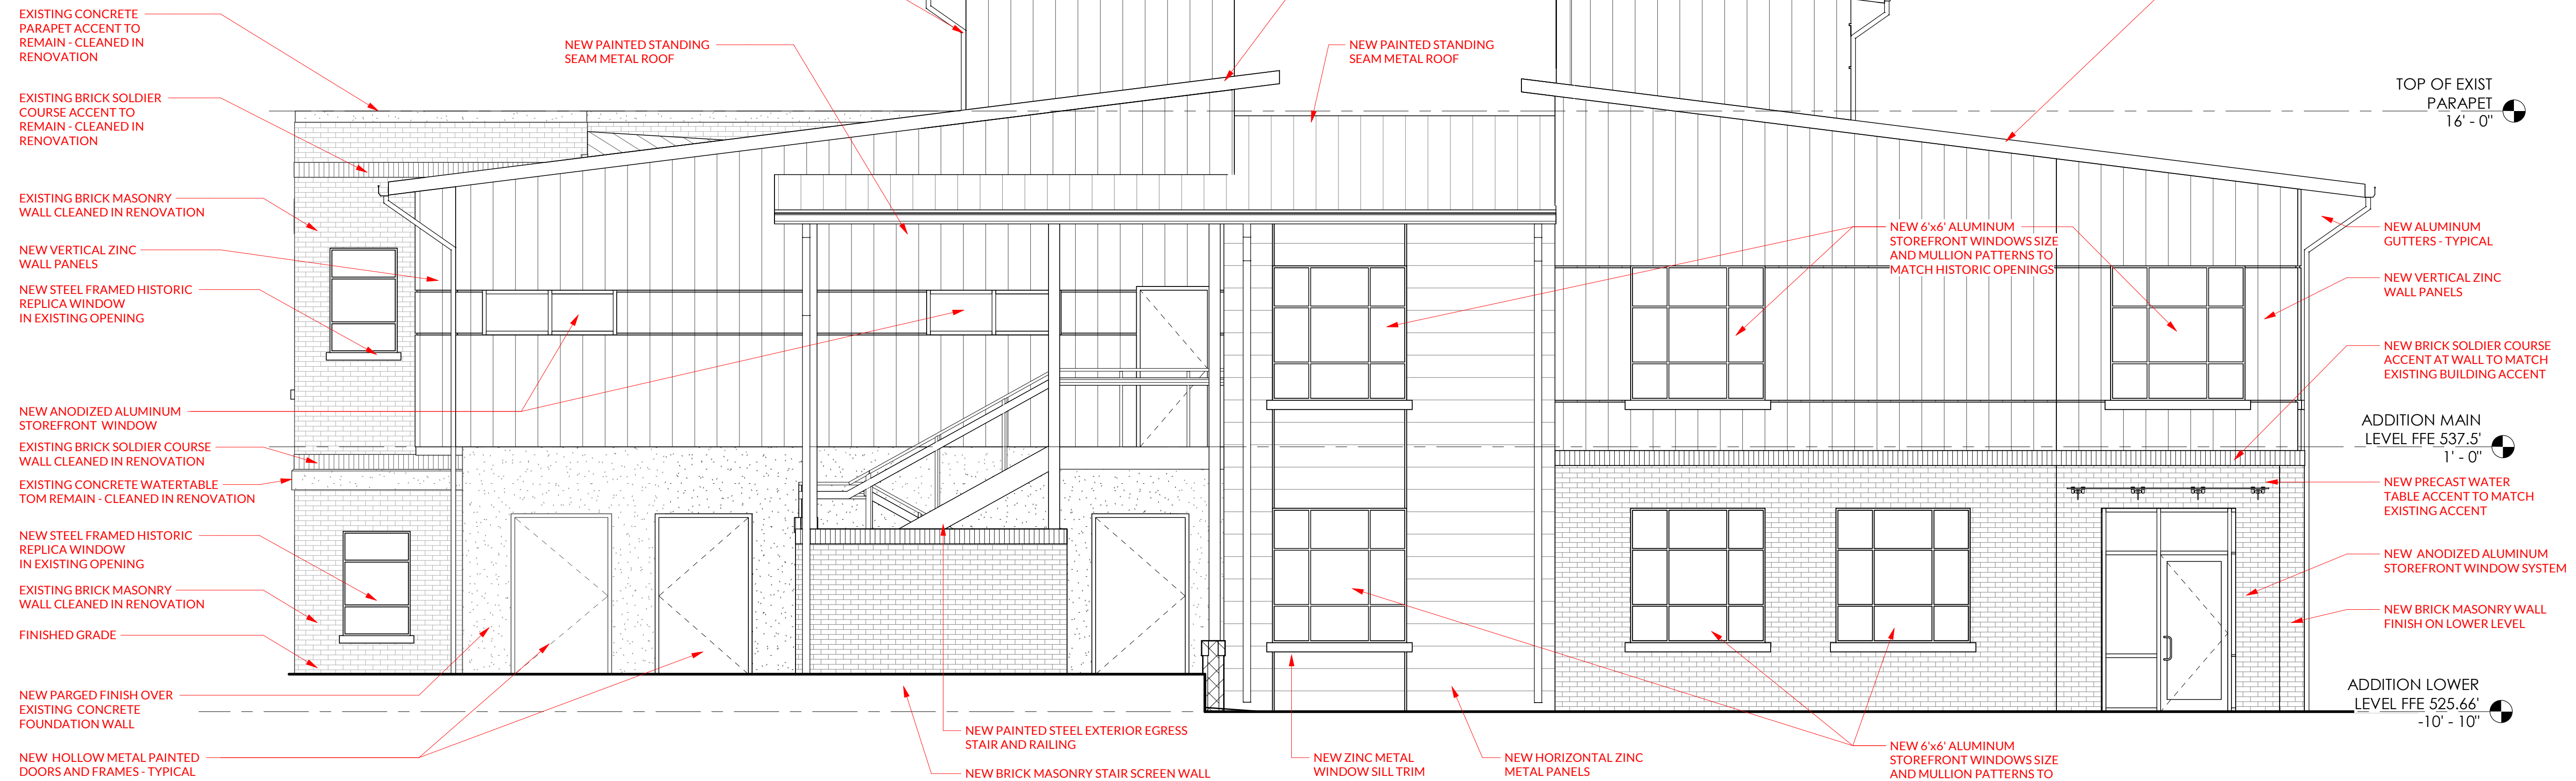 EXISTING CONCRETE
PARAPET ACCENT TO
REMAIN - CLEANED IN
RENOVATION
EXISTING BRICK SOLDIER
COURSE ACCENT TO
REMAIN - CLEANED IN
RENOVATION
EXISTING BRICK MASONRY
WALL CLEANED IN RENOVATION
NEW VERTICAL ZINC
WALL PANELS
NEW STEEL FRAMED HISTORIC
REPLICA WINDOW
IN EXISTING OPENING
NEW ANODIZED ALUMINUM
STOREFRONT WINDOW
EXISTING BRICK SOLDIER COURSE
WALL CLEANED IN RENOVATION
EXISTING CONCRETE WATERTABLE
TOM REMAIN - CLEANED IN RENOVATION
NEW STEEL FRAMED HISTORIC
REPLICA WINDOW
IN EXISTING OPENING
EXISTING BRICK MASONRY
WALL CLEANED IN RENOVATION
FINISHED GRADE
NEW PARGED FINISH OVER
EXISTING CONCRETE
FOUNDATION WALL
NEW HOLLOW METAL PAINTED
DOORS AND FRAMES - TYPICAL
NEW PAINTED STANDING
SEAM METAL ROOF
NEW PAINTED STANDING
SEAM METAL ROOF
NEW 6'x6' ALUMINUM
STOREFRONT WINDOWS SIZE
AND MULLION PATTERNS TO
MATCH HISTORIC OPENINGS
NEW PAINTED STEEL EXTERIOR EGRESS
STAIR AND RAILING
NEW BRICK MASONRY STAIR SCREEN WALL
NEW ZINC METAL
WINDOW SILL TRIM
NEW HORIZONTAL ZINC
METAL PANELS
NEW 6'x6' ALUMINUM
STOREFRONT WINDOWS SIZE
AND MULLION PATTERNS TO
TOP OF EXIST
PARAPET
16' - 0"
NEW ALUMINUM
GUTTERS - TYPICAL
NEW VERTICAL ZINC
WALL PANELS
NEW BRICK SOLDIER COURSE
ACCENT AT WALL TO MATCH
EXISTING BUILDING ACCENT
ADDITION MAIN
LEVEL FFE 537.5'
1' - 0"
NEW PRECAST WATER
TABLE ACCENT TO MATCH
EXISTING ACCENT
NEW ANODIZED ALUMINUM
STOREFRONT WINDOW SYSTEM
NEW BRICK MASONRY WALL
FINISH ON LOWER LEVEL
ADDITION LOWER
LEVEL FFE 525.66'
-10' - 10"